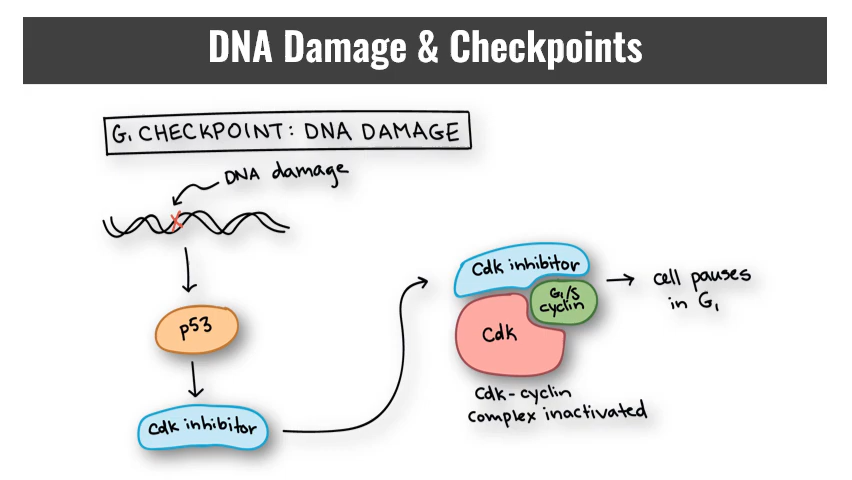 DNA Damage & Checkpoints
G₁ CHECKPOINT: DNA DAMAGE
DNA damage
X
p53
Cdk inhibitor
Cdk inhibitor
G₁/S
cyclin
Cdk
Cdk-cyclin
complex inactivated
cell pauses
in G₁